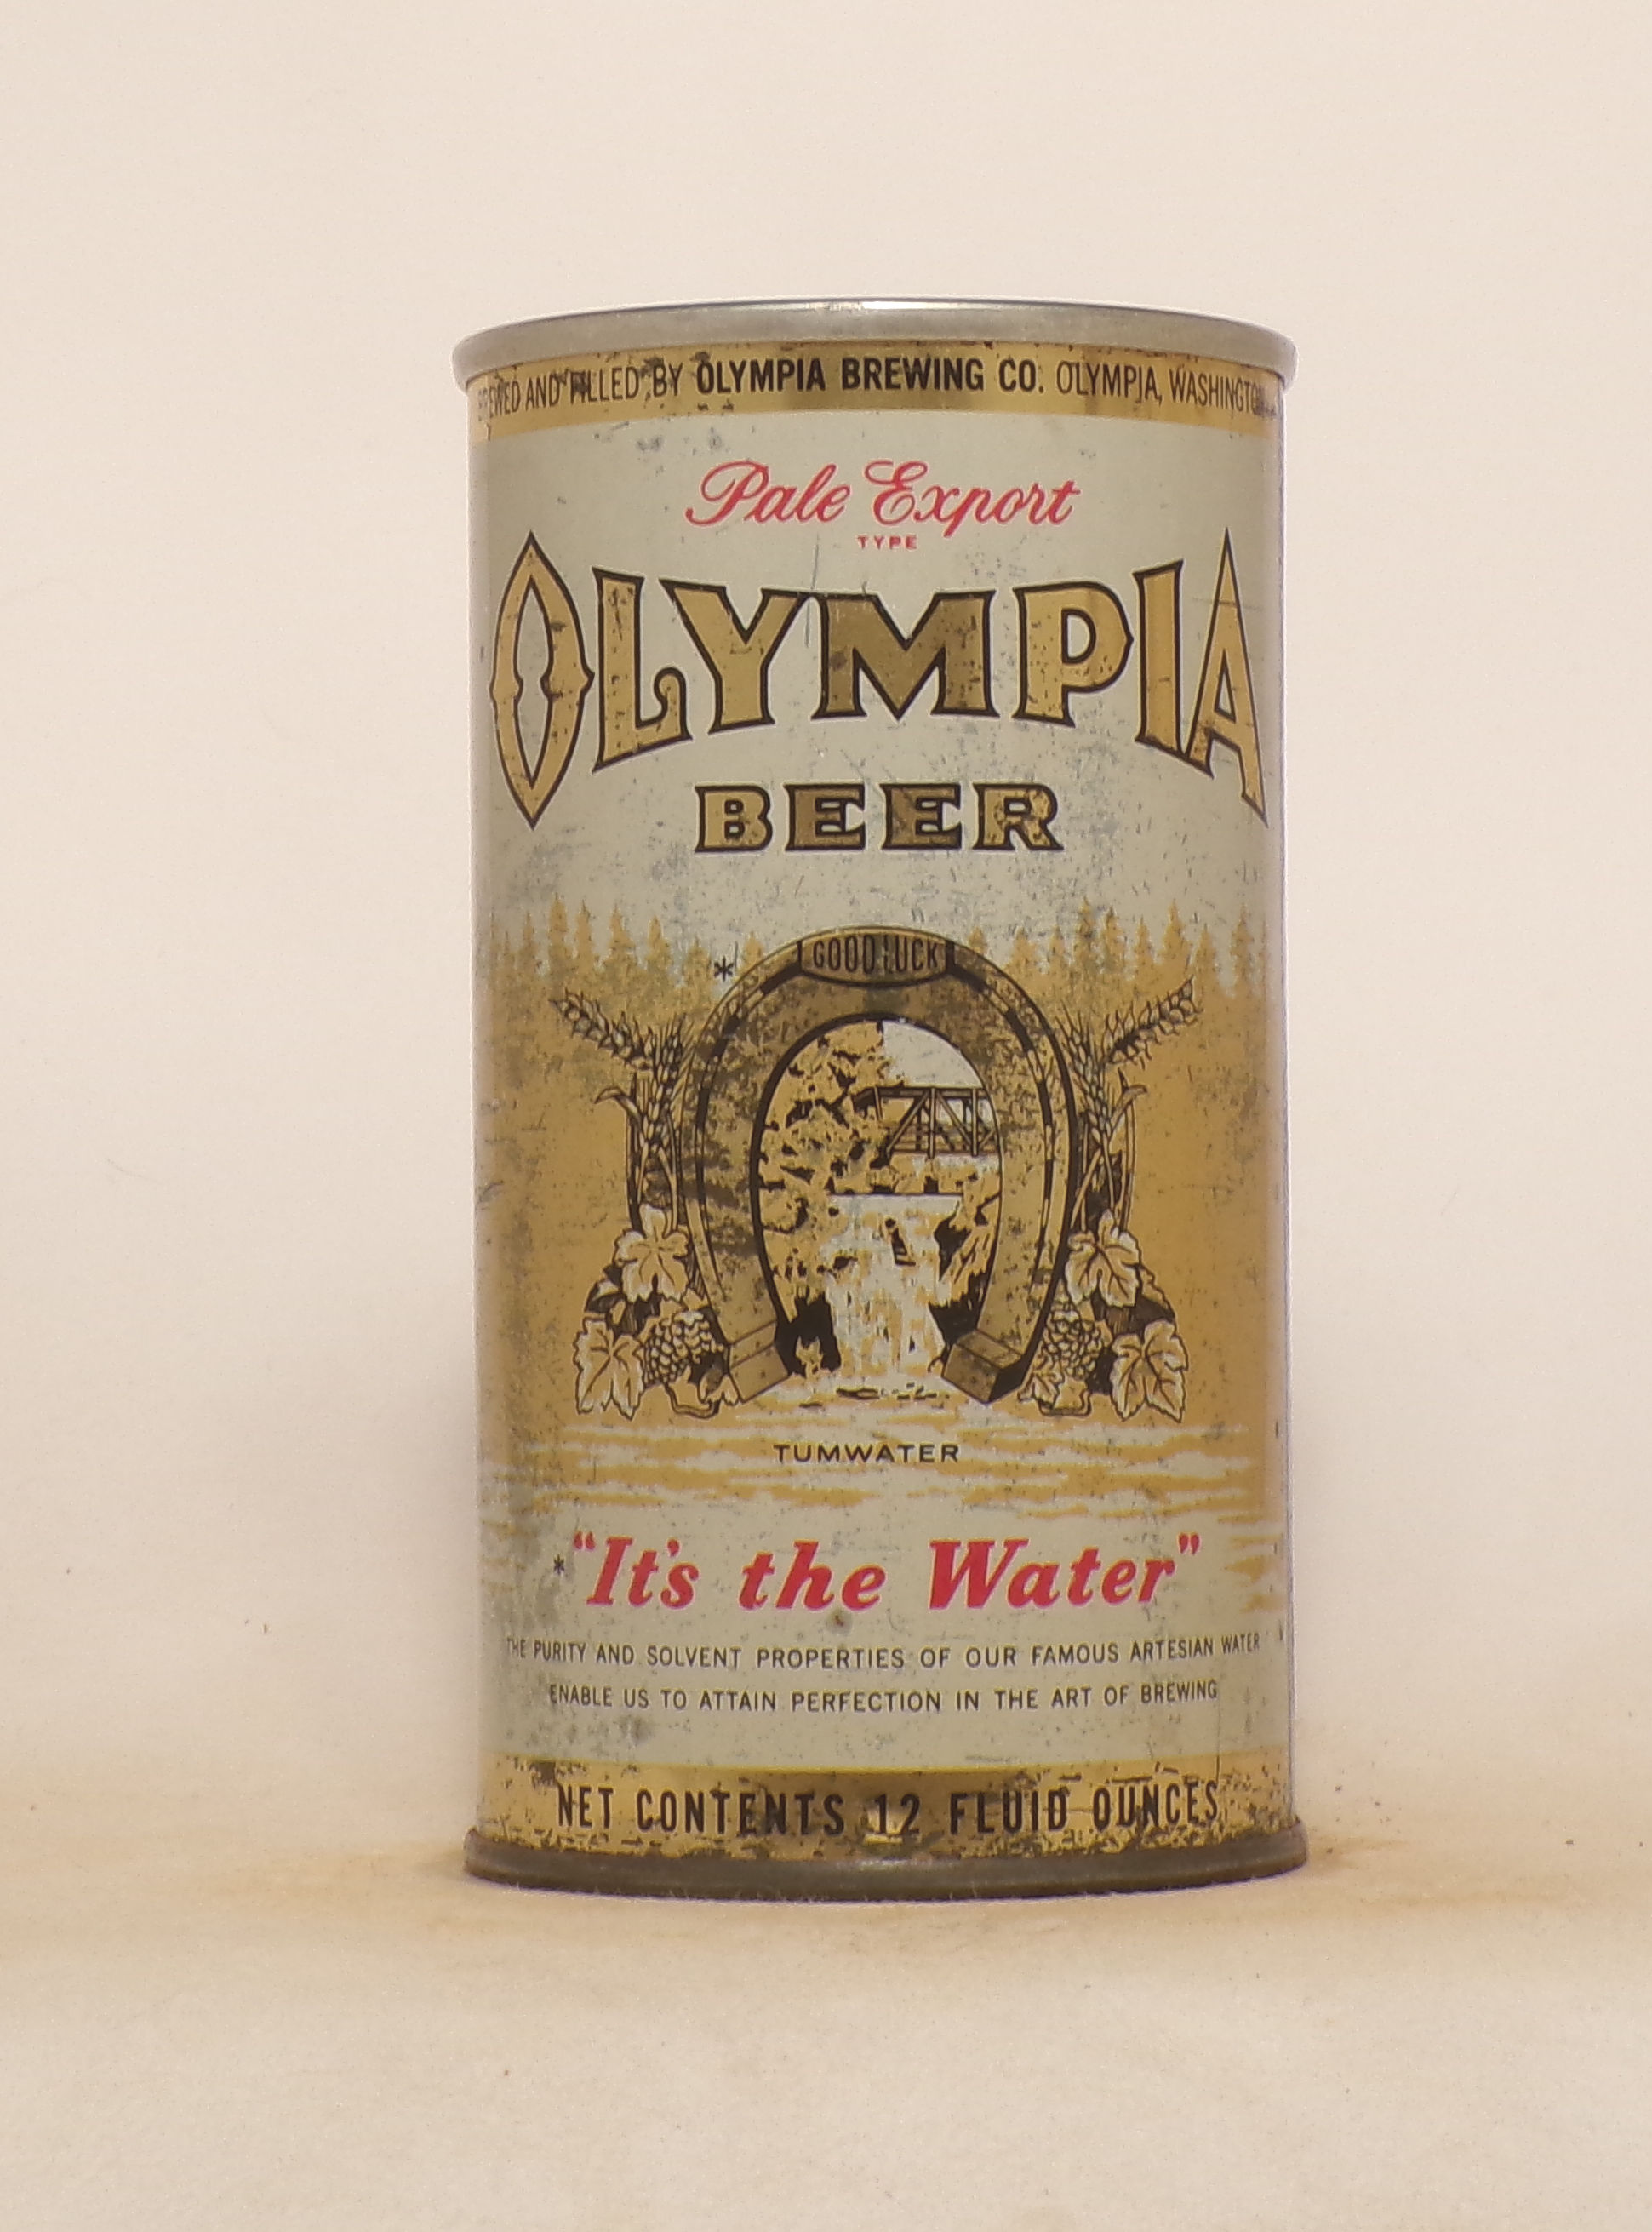 BREWED AND FILLED BY OLYMPIA BREWING CO. OLYMPIA, WASHINGTON
Pale Export
TYPE
OLYMPIA
BEER
GOOD LUCK
*
TUMWATER
*"It's the Water"
THE PURITY AND SOLVENT PROPERTIES OF OUR FAMOUS ARTESIAN WATER
ENABLE US TO ATTAIN PERFECTION IN THE ART OF BREWING
NET CONTENTS 12 FLUID OUNCES